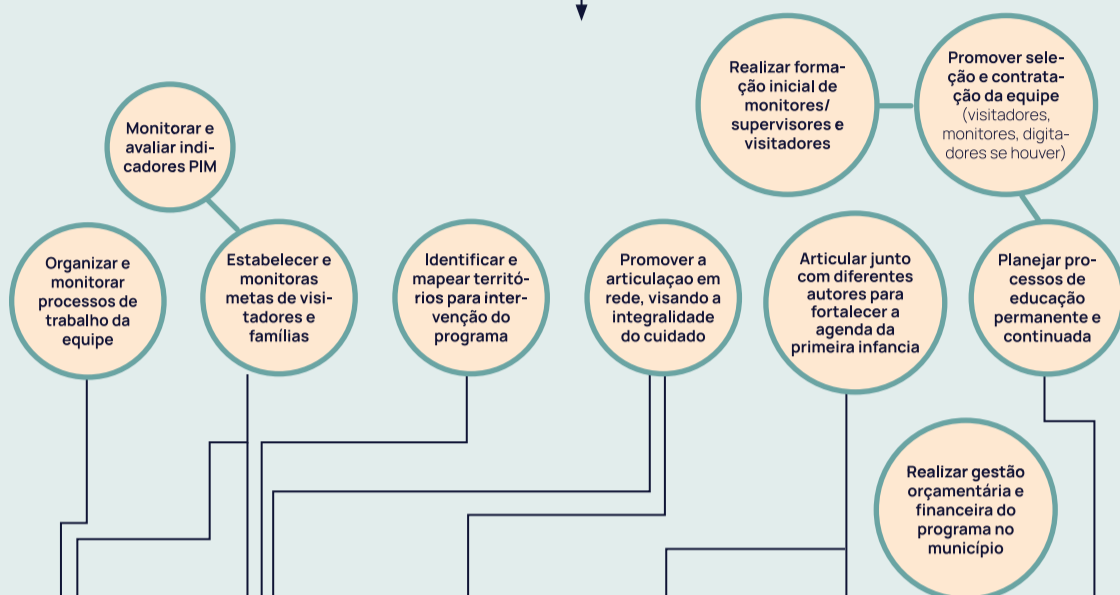 Realizar forma-
ção inicial de
monitores/
supervisores e
visitadores
Promover sele-
ção e contrata-
ção da equipe
(visitadores,
monitores, digita-
dores se houver)
Monitorar e
avaliar indi-
cadores PIM
Organizar e
monitorar
processos de
trabalho da
equipe
Estabelecer e
monitoras
metas de visi-
tadores e
famílias
Identificar e
mapear territó-
rios para inter-
venção do
programa
Promover a
articulaçao em
rede, visando a
integralidade
do cuidado
Articular junto
com diferentes
autores para
fortalecer a
agenda da
primeira infancia
Planejar pro-
cessos de
educação
permanente e
continuada
Realizar gestão
orçamentária e
financeira do
programa no
município